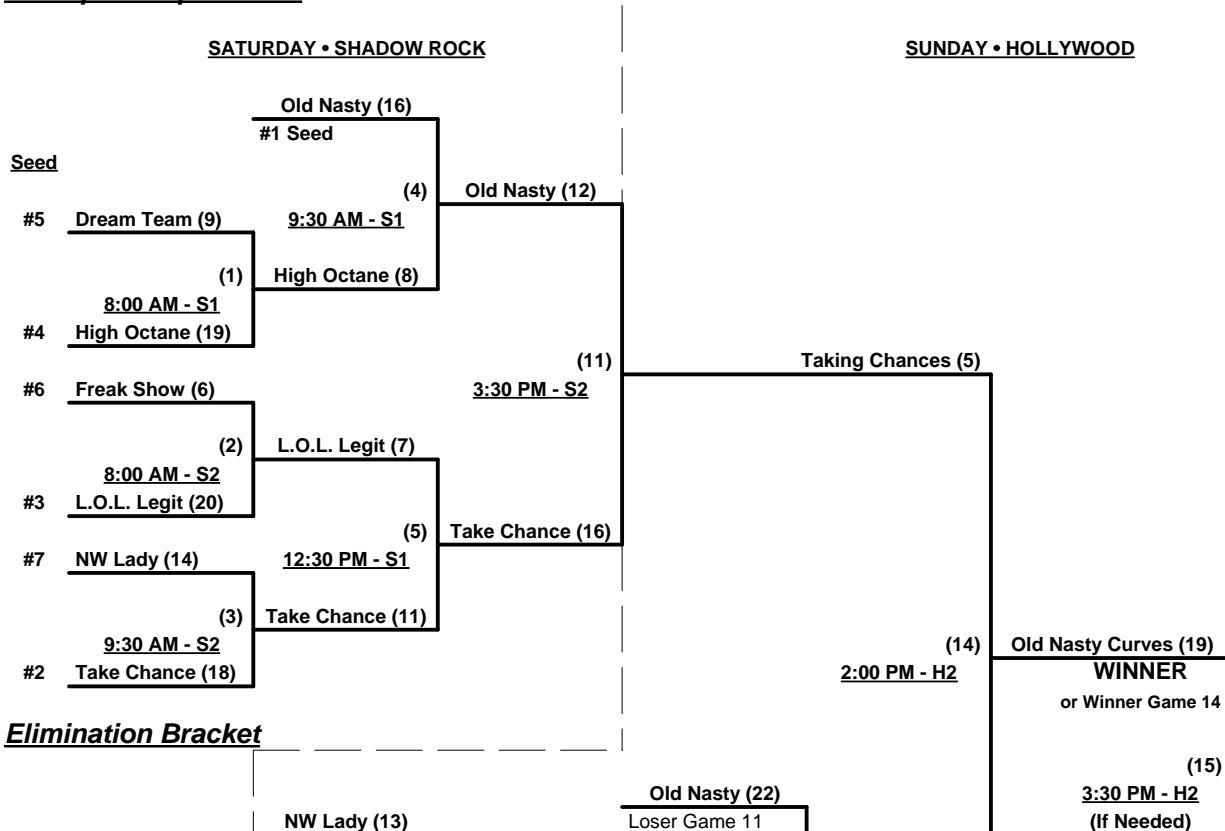 SATURDAY • SHADOW ROCK
SUNDAY • HOLLYWOOD
Old Nasty (16)
#1 Seed
Seed
(4)
Old Nasty (12)
#5 Dream Team (9)
9:30 AM - S1
(1)
High Octane (8)
8:00 AM - S1
#4 High Octane (19)
(11)
Taking Chances (5)
#6 Freak Show (6)
3:30 PM - S2
(2)
L.O.L. Legit (7)
8:00 AM - S2
#3 L.O.L. Legit (20)
(5)
Take Chance (16)
#7 NW Lady (14)
12:30 PM - S1
(3)
Take Chance (11)
9:30 AM - S2
(14)
Old Nasty Curves (19)
#2 Take Chance (18)
2:00 PM - H2
WINNER
or Winner Game 14
Elimination Bracket
(15)
Old Nasty (22)
3:30 PM - H2
NW Lady (13)
Loser Game 11
(If Needed)